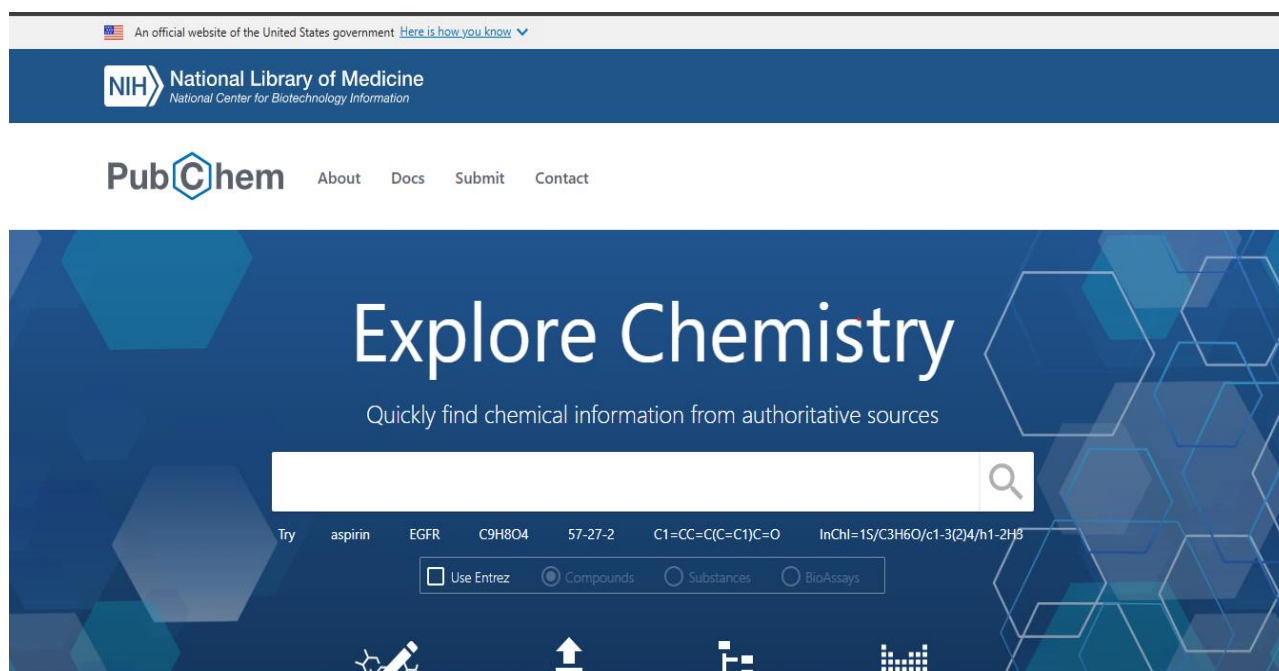 An official website of the United States government Here is how you know
NIH National Library of Medicine
National Center for Biotechnology Information
PubChem About Docs Submit Contact
Explore Chemistry
Quickly find chemical information from authoritative sources
Try aspirin EGFR C9H8O4 57-27-2 C1=CC=C(C=C1)C=O InChI=1S/C3H6O/c1-3(2)4/h1-2H3
Use Entrez Compounds Substances BioAssays